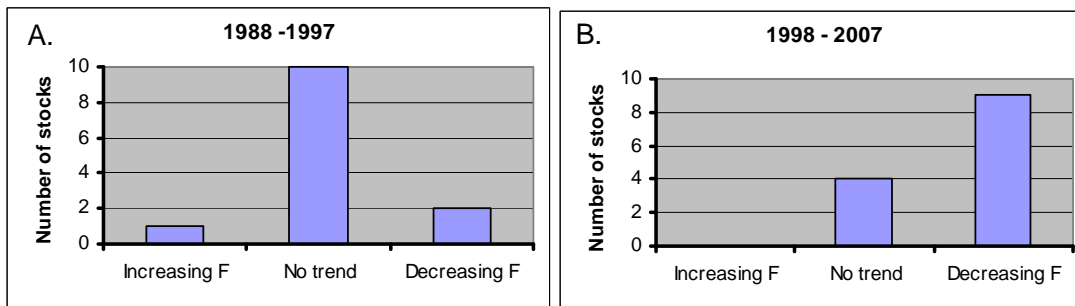 A.
1988 -1997
Number of stocks
10
8
6
4
2
0
Increasing F No trend Decreasing F
B.
1998 - 2007
Number of stocks
10
8
6
4
2
0
Increasing F No trend Decreasing F